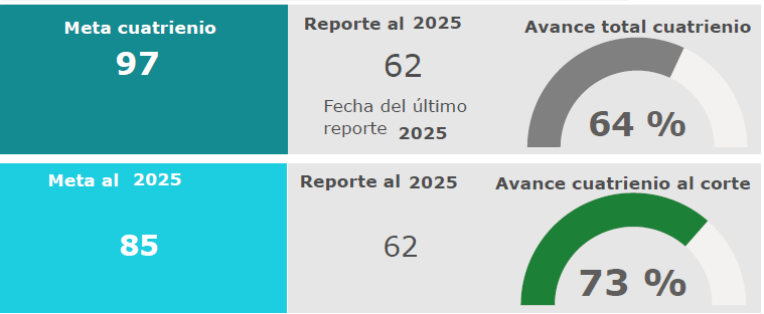 Meta cuatrienio
97
Reporte al 2025
62
Fecha del último
reporte 2025
Avance total cuatrienio
64 %
Meta al 2025
85
Reporte al 2025
62
Avance cuatrienio al corte
73 %